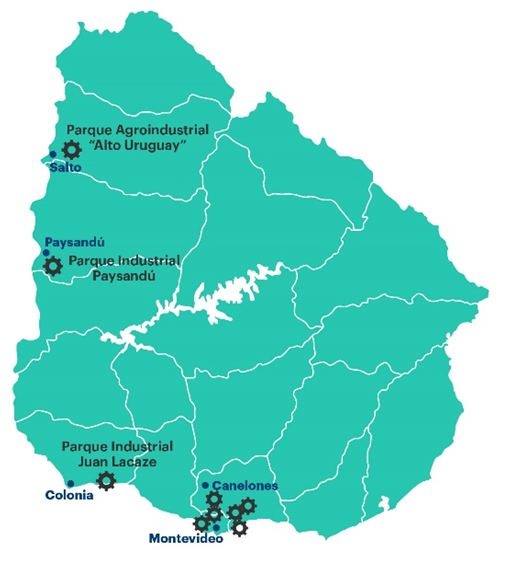 Parque Agroindustrial
“Alto Uruguay”
Salto
Paysandú
Parque Industrial
Paysandú
Parque Industrial
Juan Lacaze
Colonia
Canelones
Montevideo